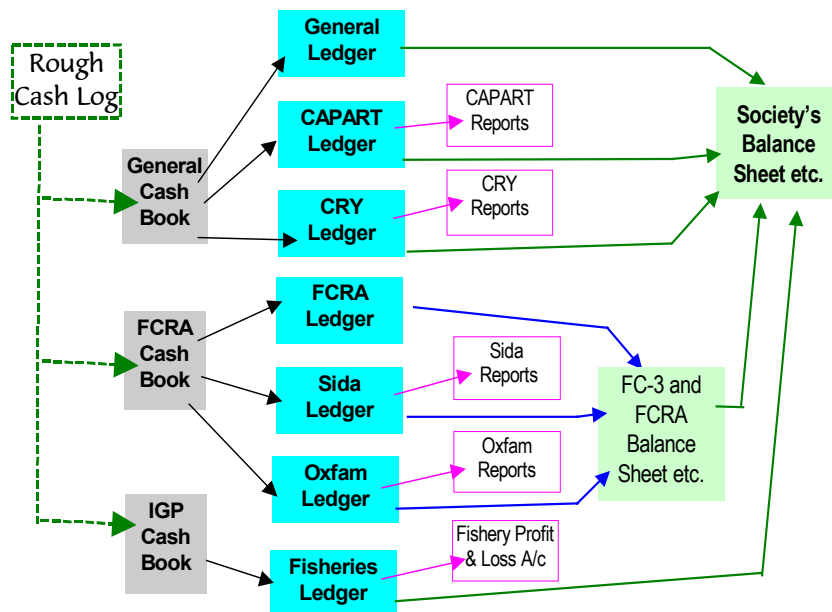 Rough
Cash Log
General
Cash
Book
FCRA
Cash
Book
IGP
Cash
Book
General
Ledger
CAPART
Ledger
CRY
Ledger
FCRA
Ledger
Sida
Ledger
Oxfam
Ledger
Fisheries
Ledger
CAPART
Reports
CRY
Reports
Sida
Reports
Oxfam
Reports
Fishery Profit
& Loss A/c
FC-3 and
FCRA
Balance
Sheet etc.
Society's
Balance
Sheet etc.